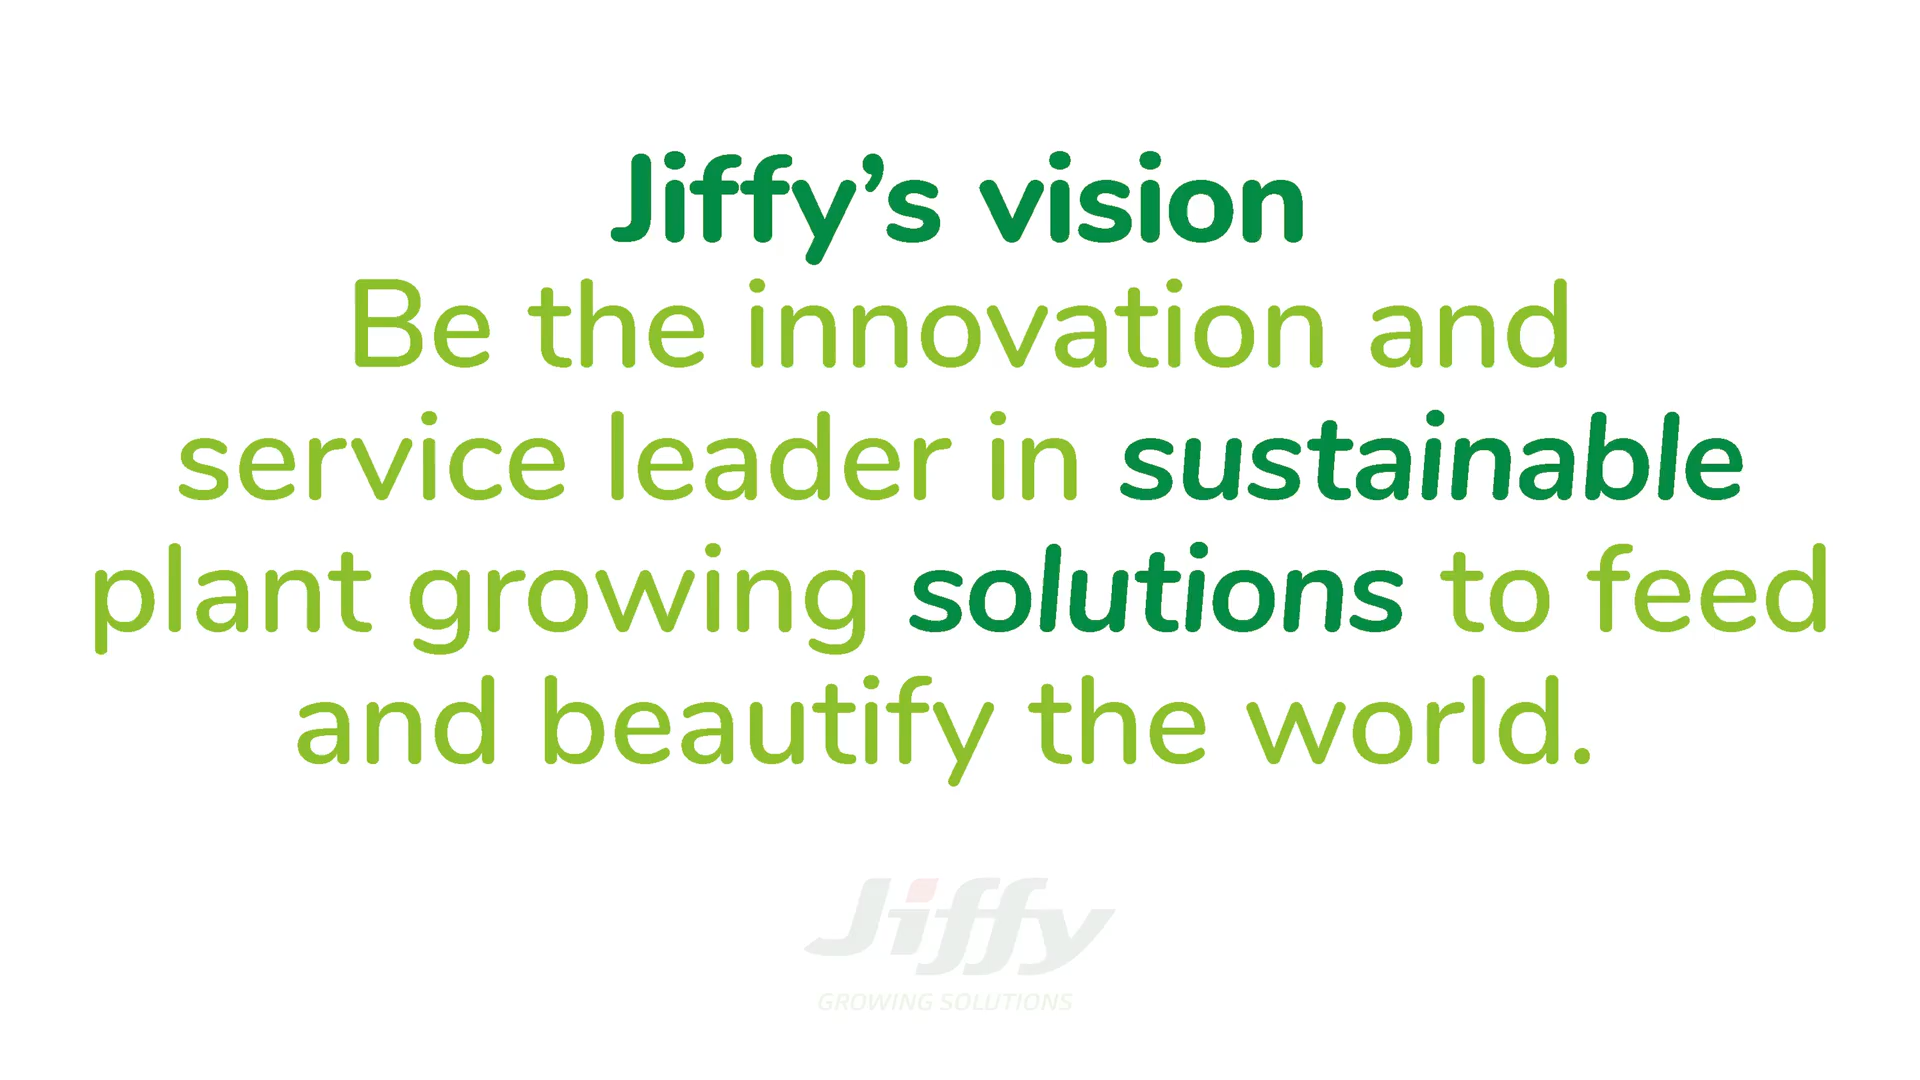 Jiffy’s vision
Be the innovation and
service leader in sustainable
plant growing solutions to feed
and beautify the world.
Jiffy
GROWING SOLUTIONS